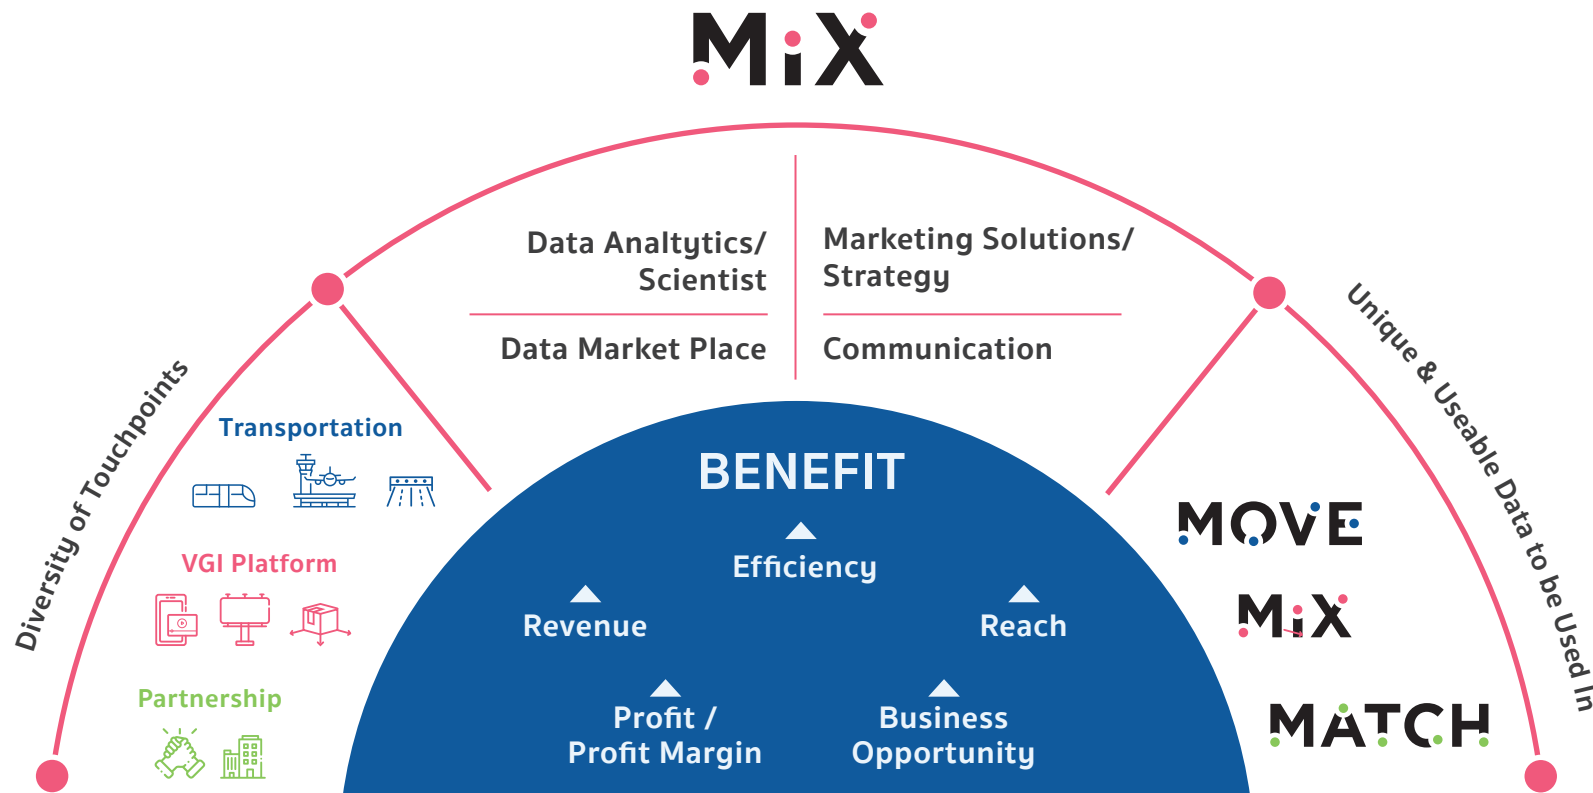 MiX
Data Analtytics/
Scientist
Marketing Solutions/
Strategy
Data Market Place
Communication
Diversity of Touchpoints
Transportation
VGI Platform
Partnership
BENEFIT
Efficiency
Revenue
Reach
Profit /
Profit Margin
Business
Opportunity
Unique & Useable Data to be Used In
MOVE
MiX
MATCH